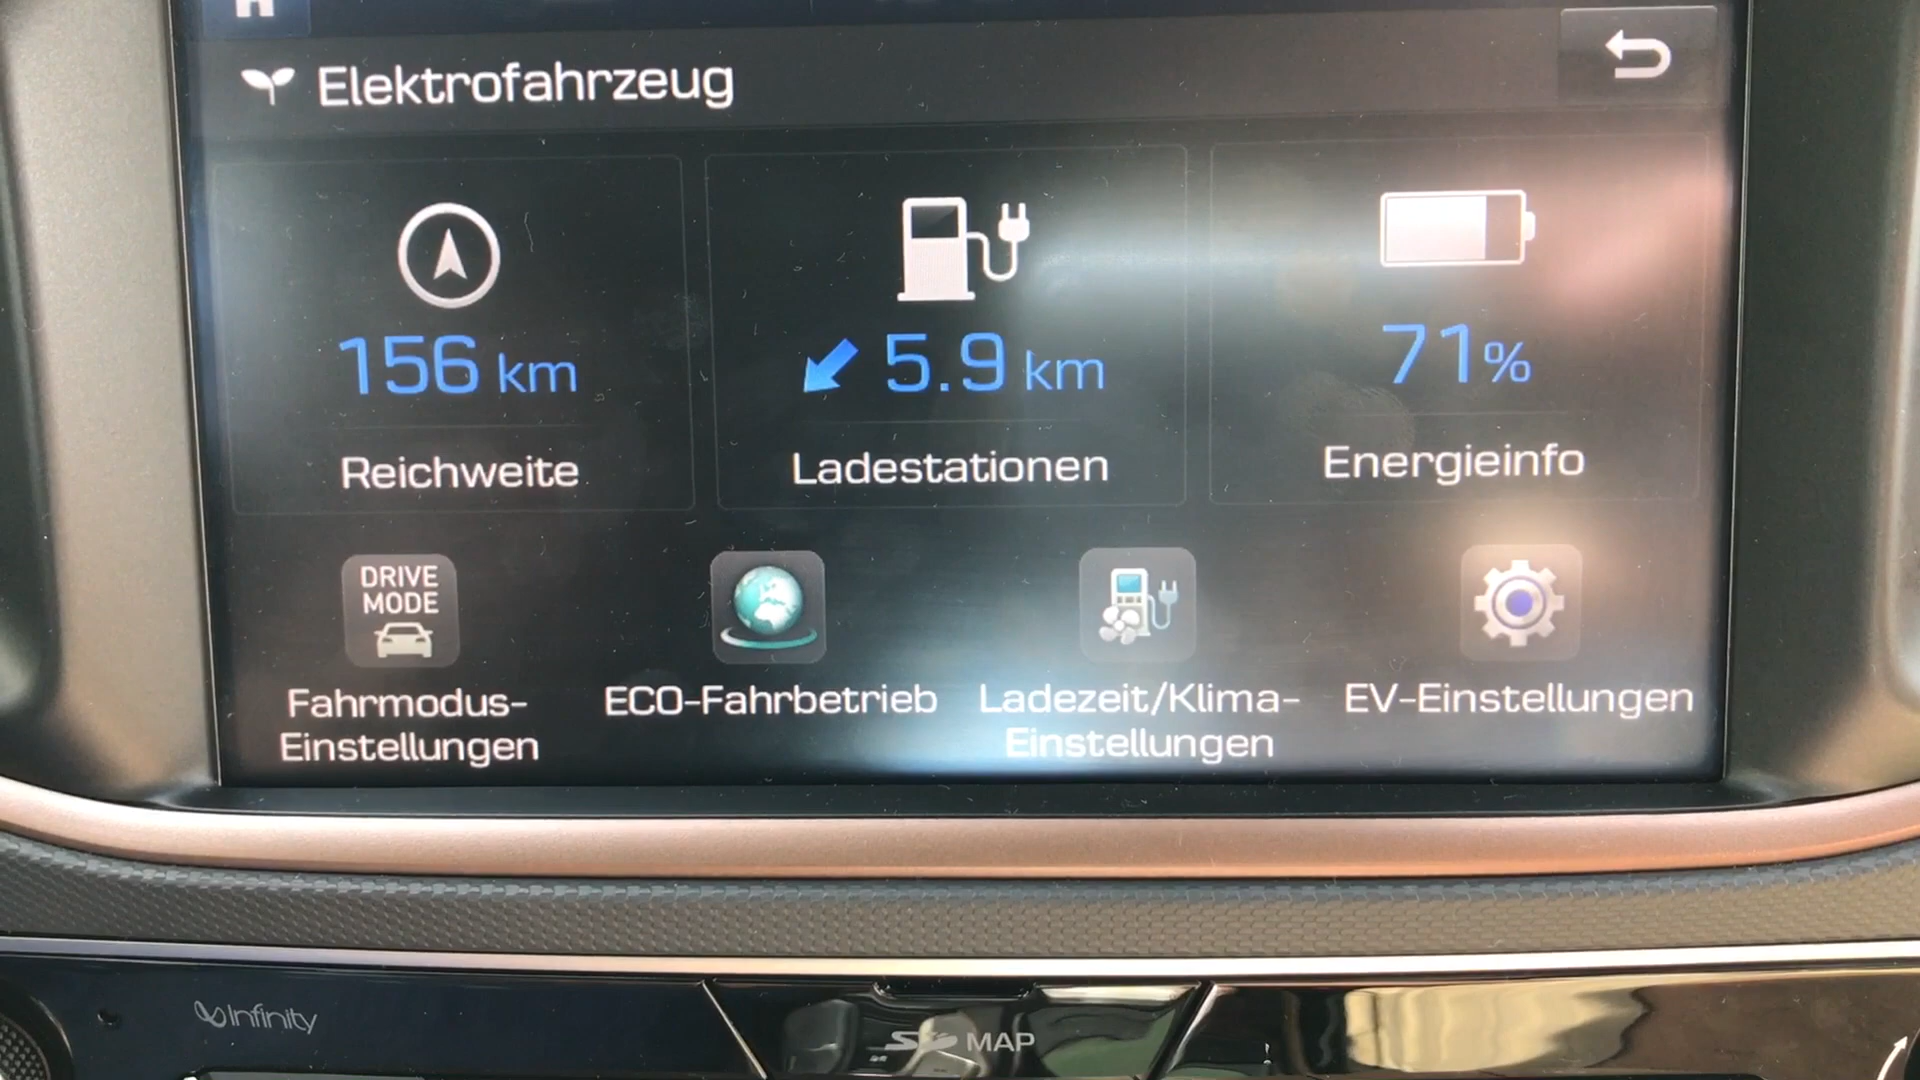 Elektrofahrzeug
156 km
5.9 km
71%
Reichweite
Ladestationen
Energieinfo
DRIVE
MODE
Fahrmodus-
Einstellungen
ECO-Fahrbetrieb
Ladezeit/Klima-
Einstellungen
EV-Einstellungen
Infinity
SD MAP